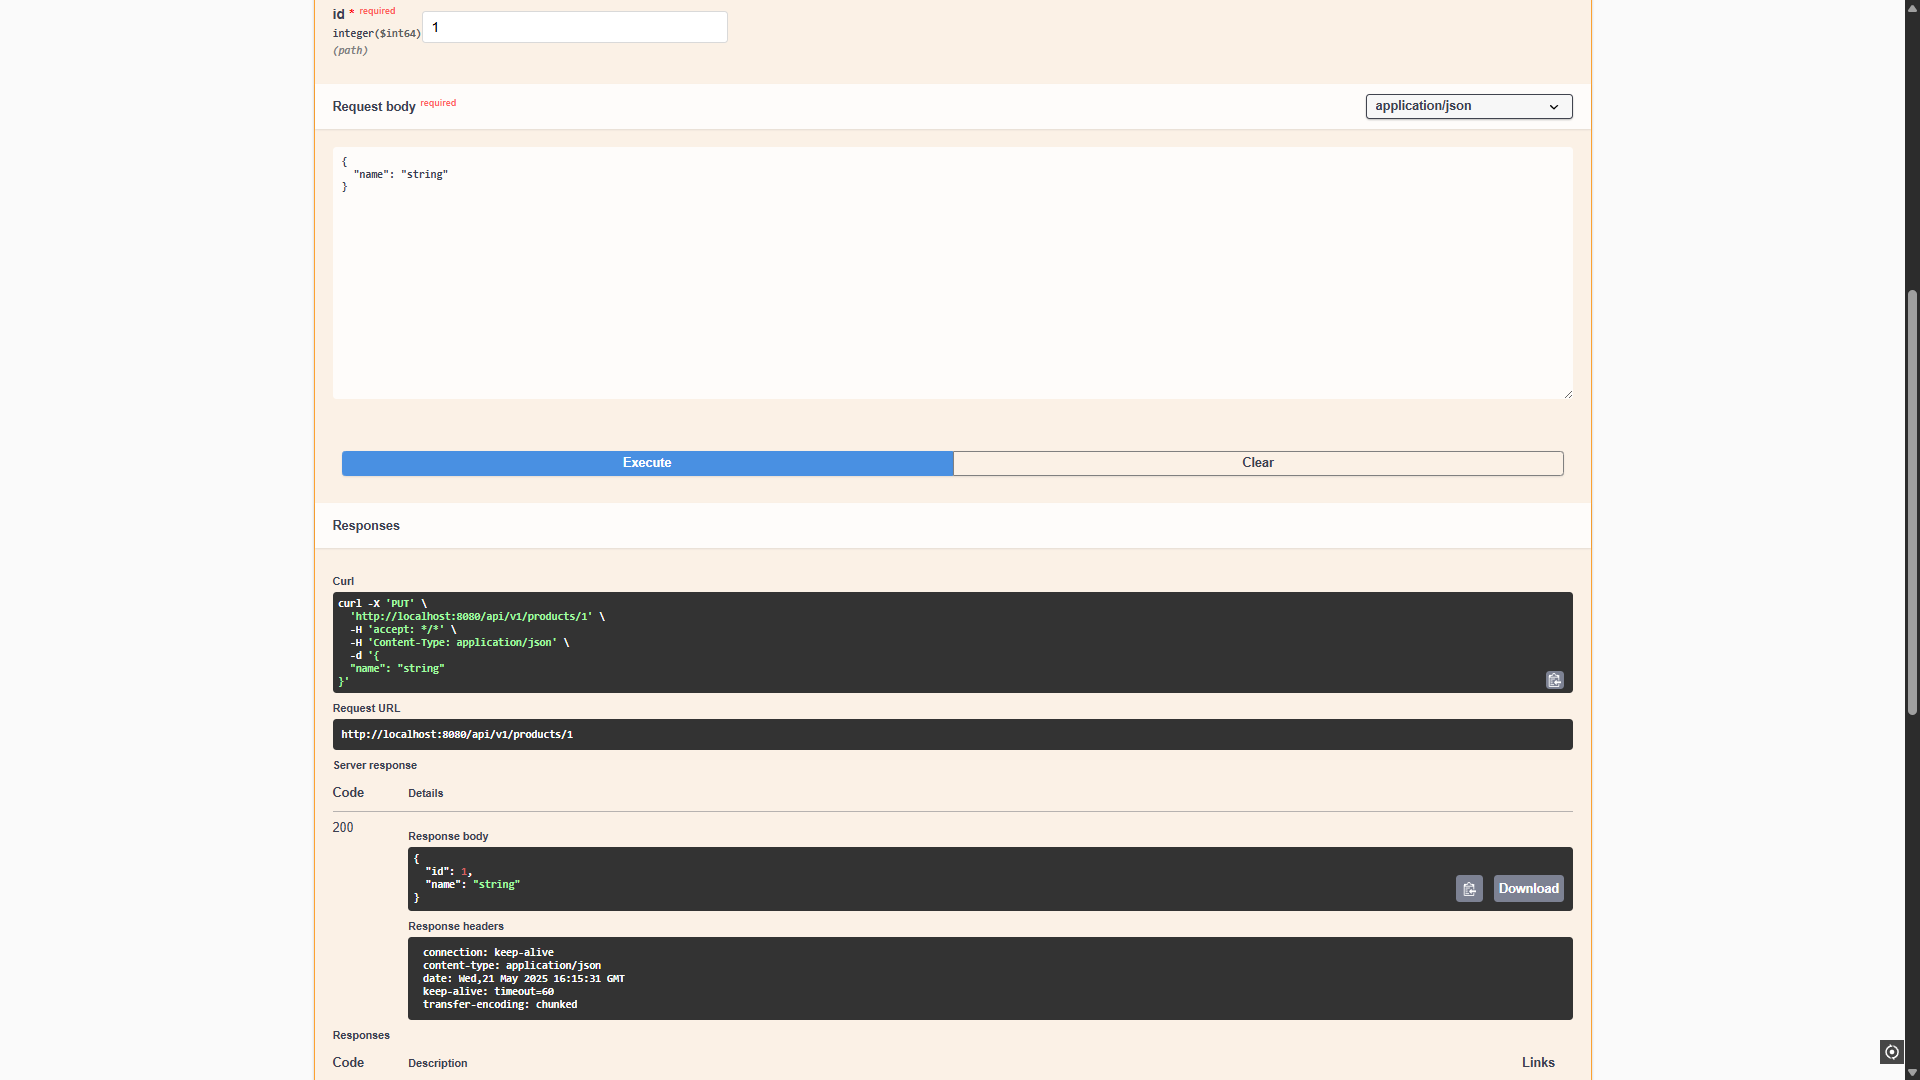 id * required
integer($int64)
(path)
1
Request body required
application/json
{
  "name": "string"
}
Execute
Clear
Responses
Curl
curl -X 'PUT' \
  'http://localhost:8080/api/v1/products/1' \
  -H 'accept: */*' \
  -H 'Content-Type: application/json' \
  -d '{
  "name": "string"
}'
Request URL
http://localhost:8080/api/v1/products/1
Server response
Code Details
200
Response body
{
  "id": 1,
  "name": "string"
}
Download
Response headers
connection: keep-alive
content-type: application/json
date: Wed,21 May 2025 16:15:31 GMT
keep-alive: timeout=60
transfer-encoding: chunked
Responses
Code Description Links